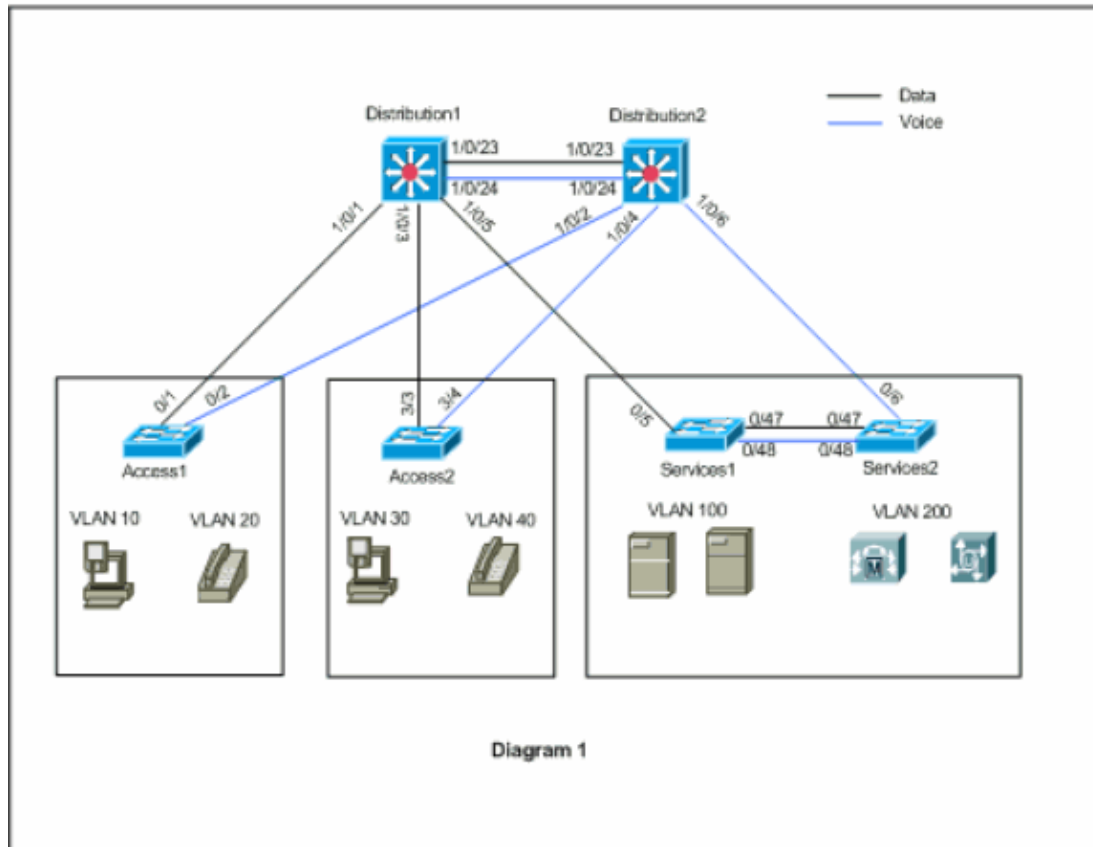 Distribution1
Distribution2
Data
Voice
1/0/23
1/0/23
1/0/24
1/0/24
1/0/1
1/0/3
1/0/5
1/0/2
1/0/4
1/0/6
0/1
0/2
3/3
3/4
0/5
0/6
0/47
0/47
0/48
0/48
Access1
Access2
Services1
Services2
VLAN 10
VLAN 20
VLAN 30
VLAN 40
VLAN 100
VLAN 200
M
Diagram 1